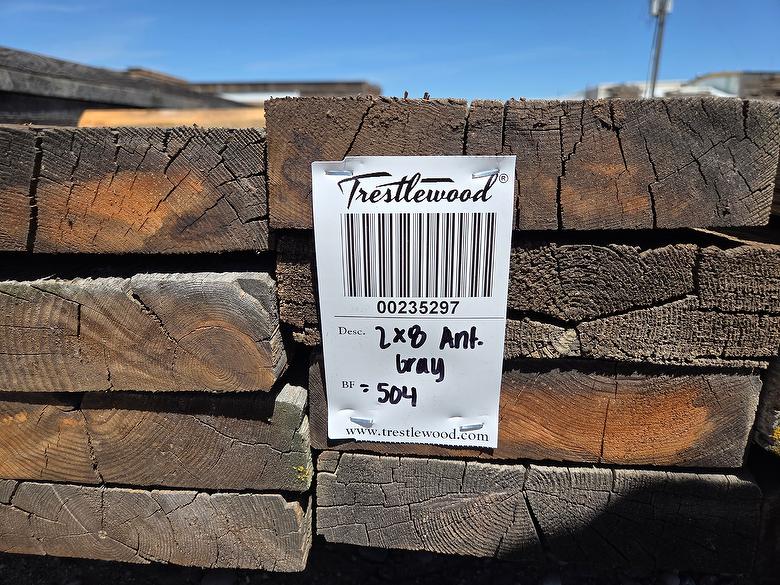 Trestlewood®
00235297
Desc. 2x8 Ant.
Gray
BF = 504
www.trestlewood.com